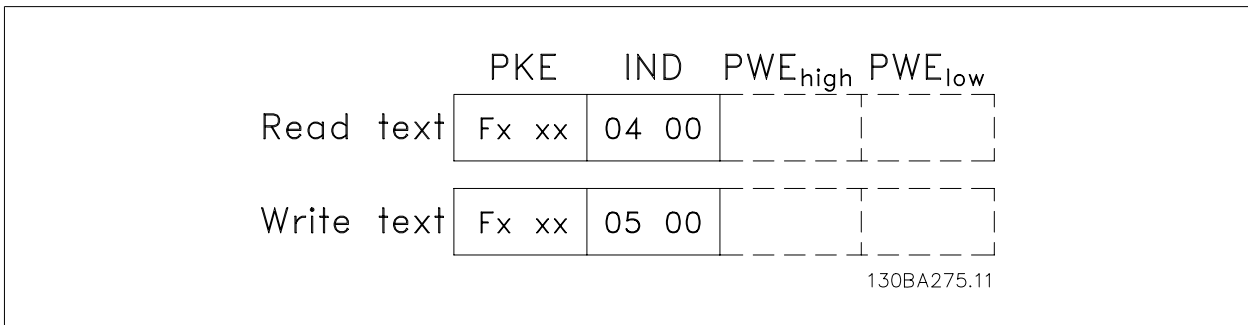 PKE IND PWEhigh PWElow
Read text Fx xx 04 00
Write text Fx xx 05 00
130BA275.11